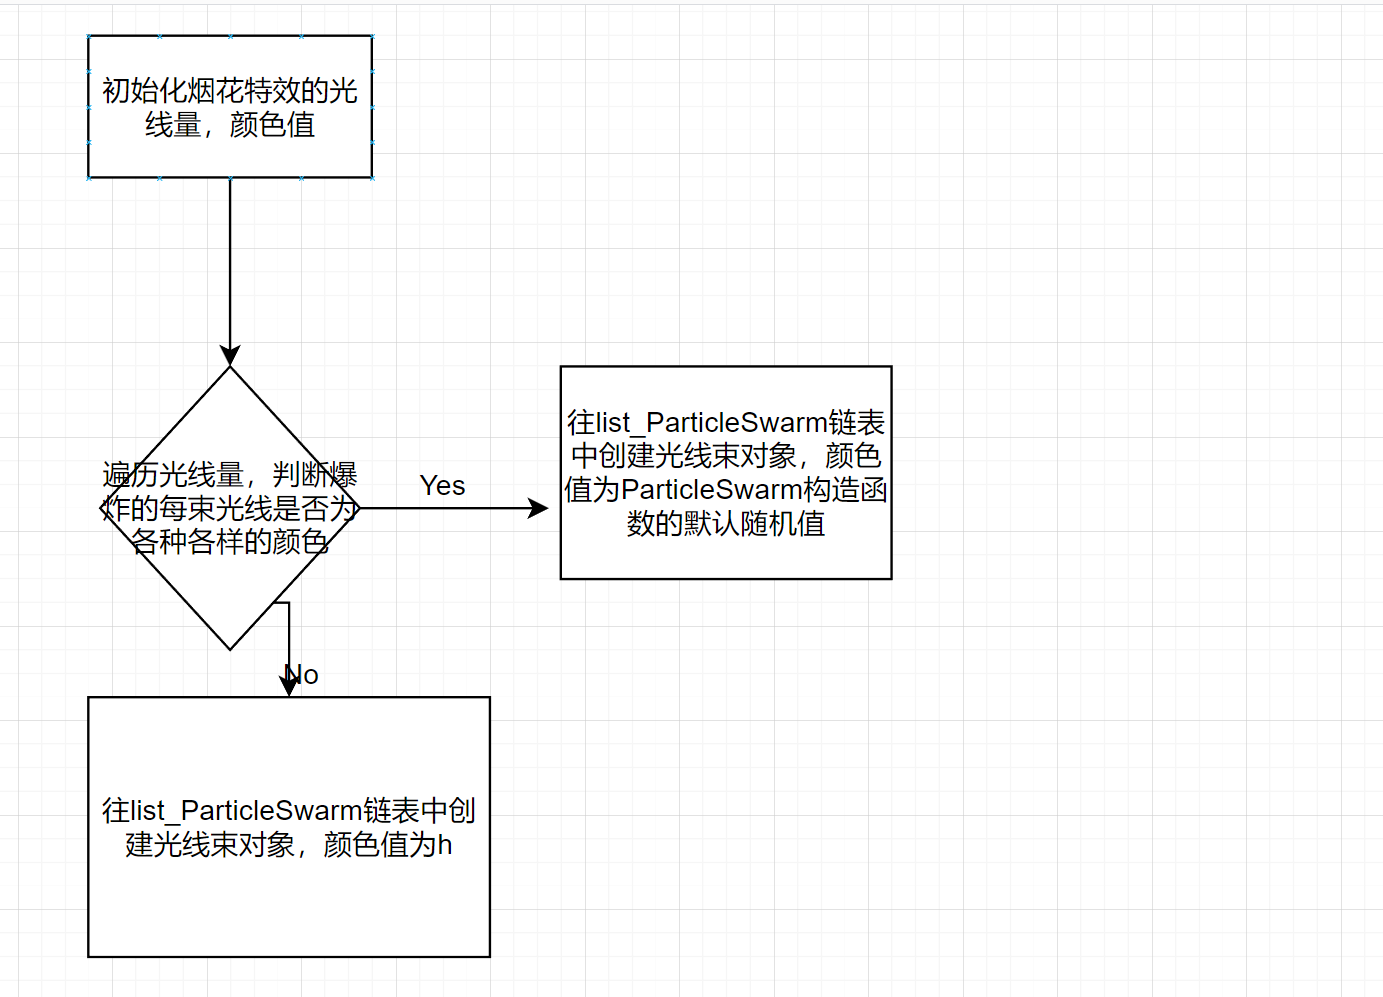 初始化烟花特效的光
线量，颜色值
遍历光线量，判断爆
炸的每束光线是否为
各种各样的颜色
Yes
往list_ParticleSwarm链表
中创建光线束对象，颜色
值为ParticleSwarm构造函
数的默认随机值
No
往list_ParticleSwarm链表中创
建光线束对象，颜色值为h